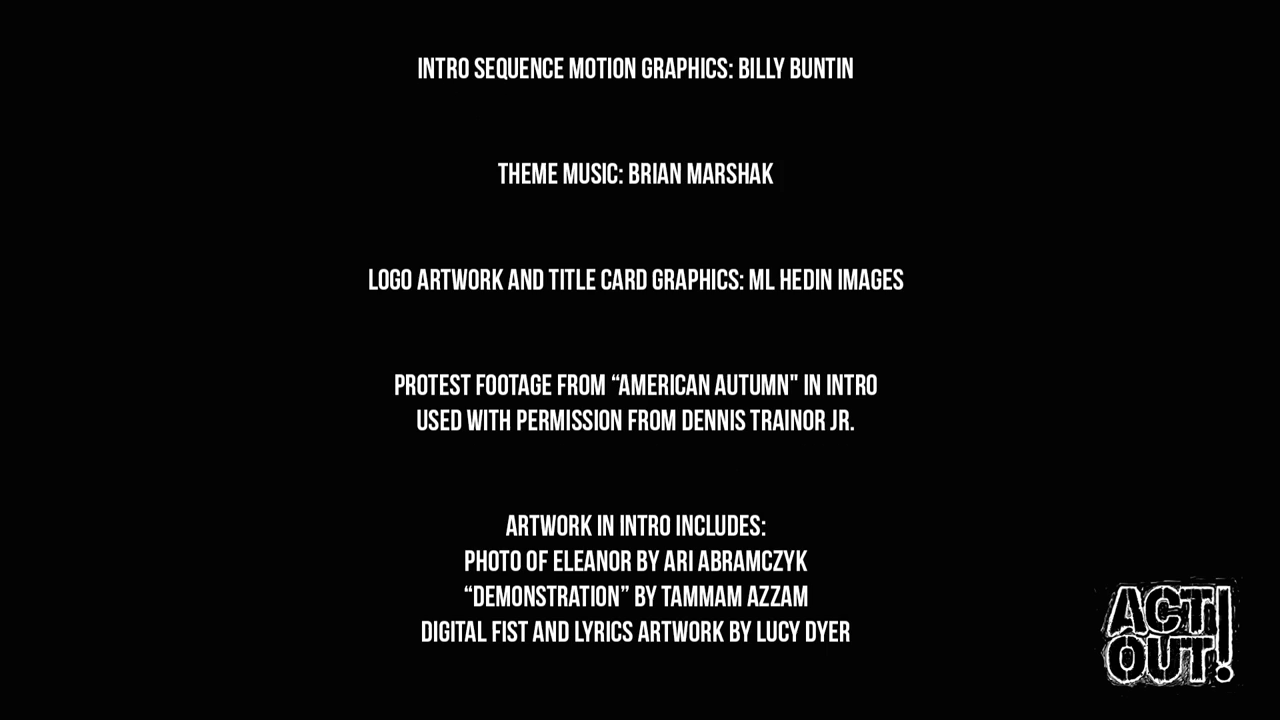 INTRO SEQUENCE MOTION GRAPHICS: BILLY BUNTIN
THEME MUSIC: BRIAN MARSHAK
LOGO ARTWORK AND TITLE CARD GRAPHICS: ML HEDIN IMAGES
PROTEST FOOTAGE FROM “AMERICAN AUTUMN" IN INTRO
USED WITH PERMISSION FROM DENNIS TRAINOR JR.
ARTWORK IN INTRO INCLUDES:
PHOTO OF ELEANOR BY ARI ABRAMCZYK
“DEMONSTRATION” BY TAMMAM AZZAM
DIGITAL FIST AND LYRICS ARTWORK BY LUCY DYER
ACT
OUT!